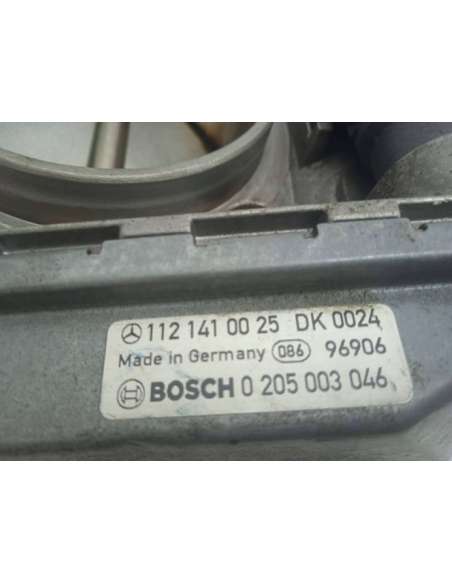 112 141 00 25 DK 0024
Made in Germany 086 96906
BOSCH 0 205 003 046